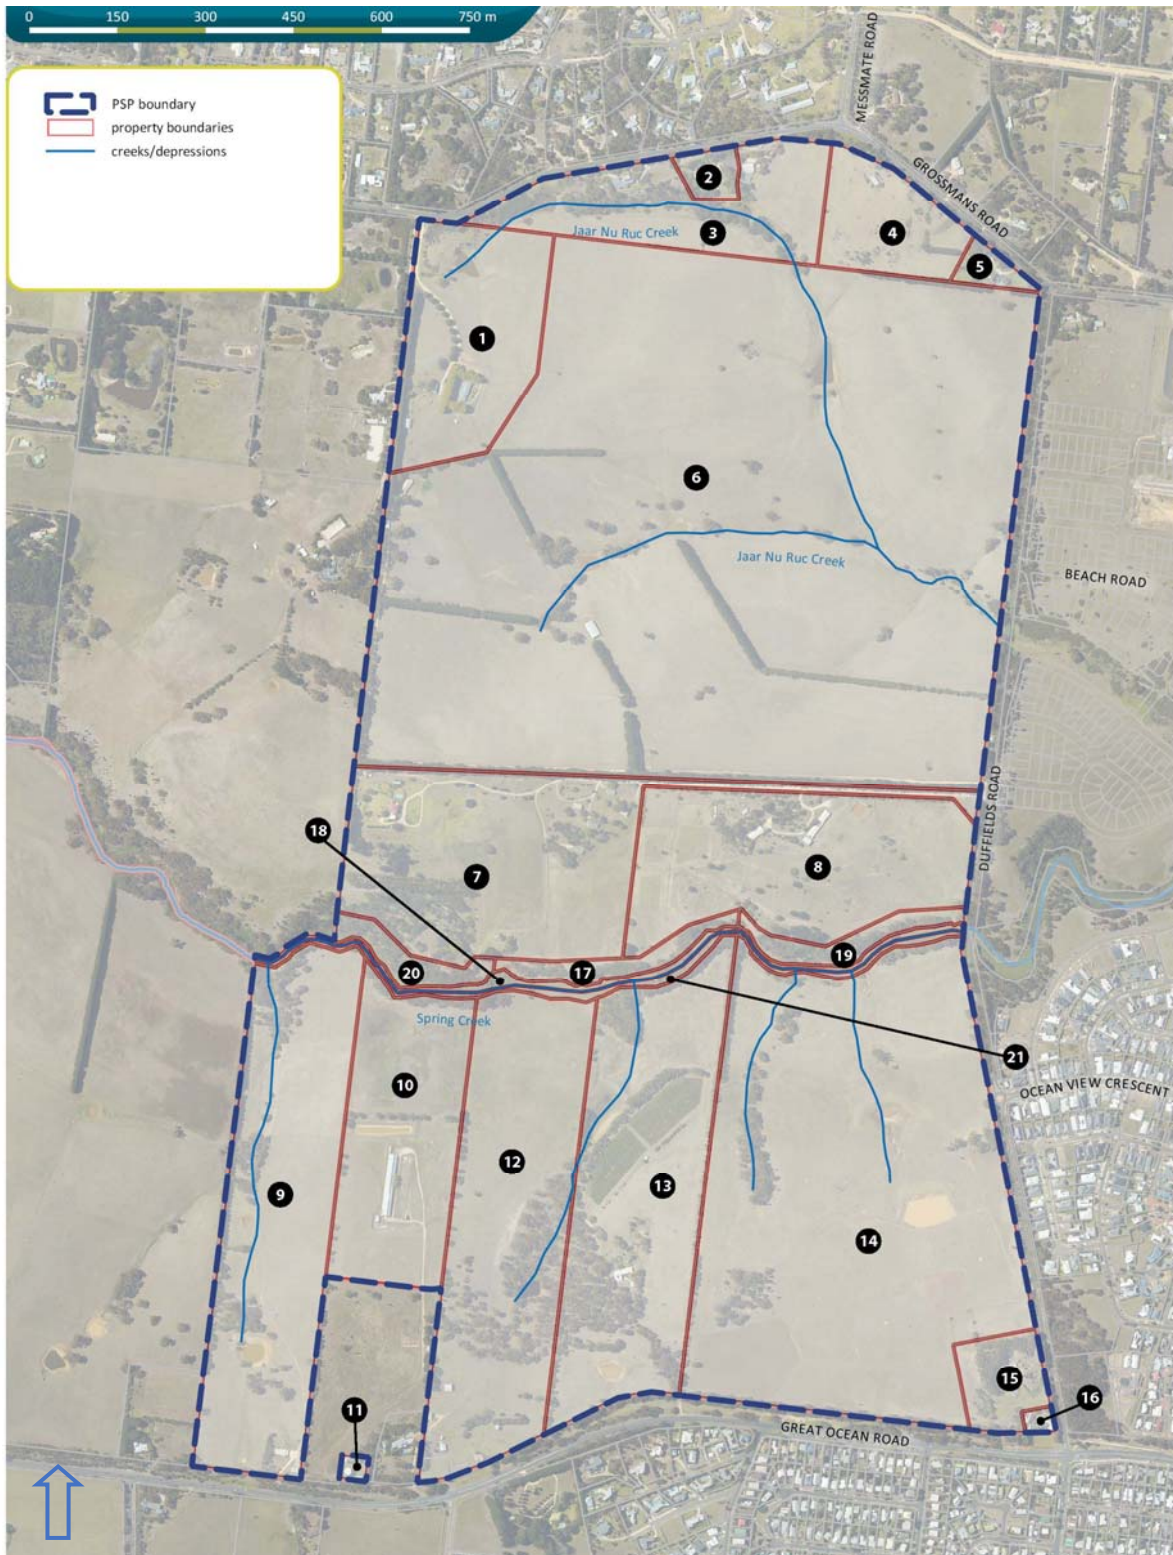 0 150 300 450 600 750 m
PSP boundary
property boundaries
creeks/depressions
MESSMATE ROAD
GROSSMANS ROAD
2
Jaar Nu Ruc Creek
3
4
5
1
6
Jaar Nu Ruc Creek
BEACH ROAD
DUFFIELDS ROAD
18
7
8
20
17
19
Spring Creek
21
10
OCEAN VIEW CRESCENT
12
9
13
14
15
16
11
GREAT OCEAN ROAD